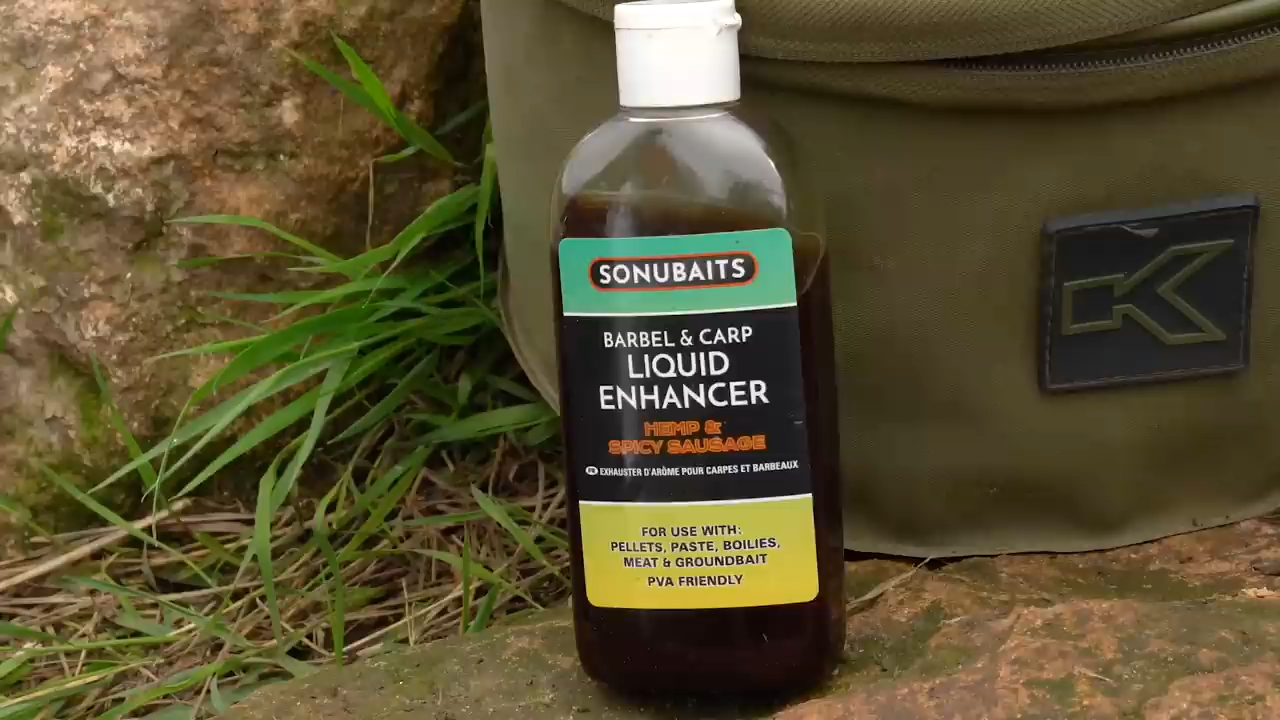 SONUBAITS
BARBEL & CARP
LIQUID
ENHANCER
HEMP &
SPICY SAUSAGE
FR EXHAUSTER D'ARÔME POUR CARPES ET BARBEAUX
FOR USE WITH:
PELLETS, PASTE, BOILIES,
MEAT & GROUNDBAIT
PVA FRIENDLY
K